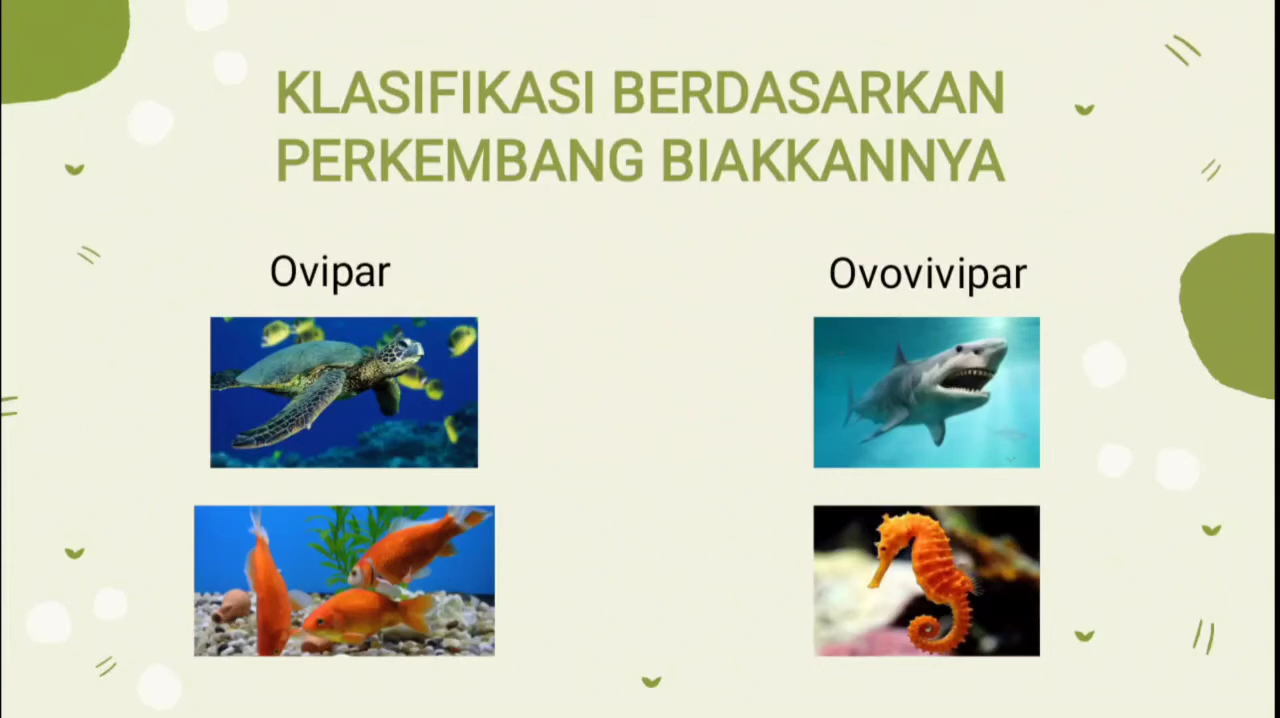 KLASIFIKASI BERDASARKAN
PERKEMBANG BIAKKANNYA
Ovipar
Ovovivipar